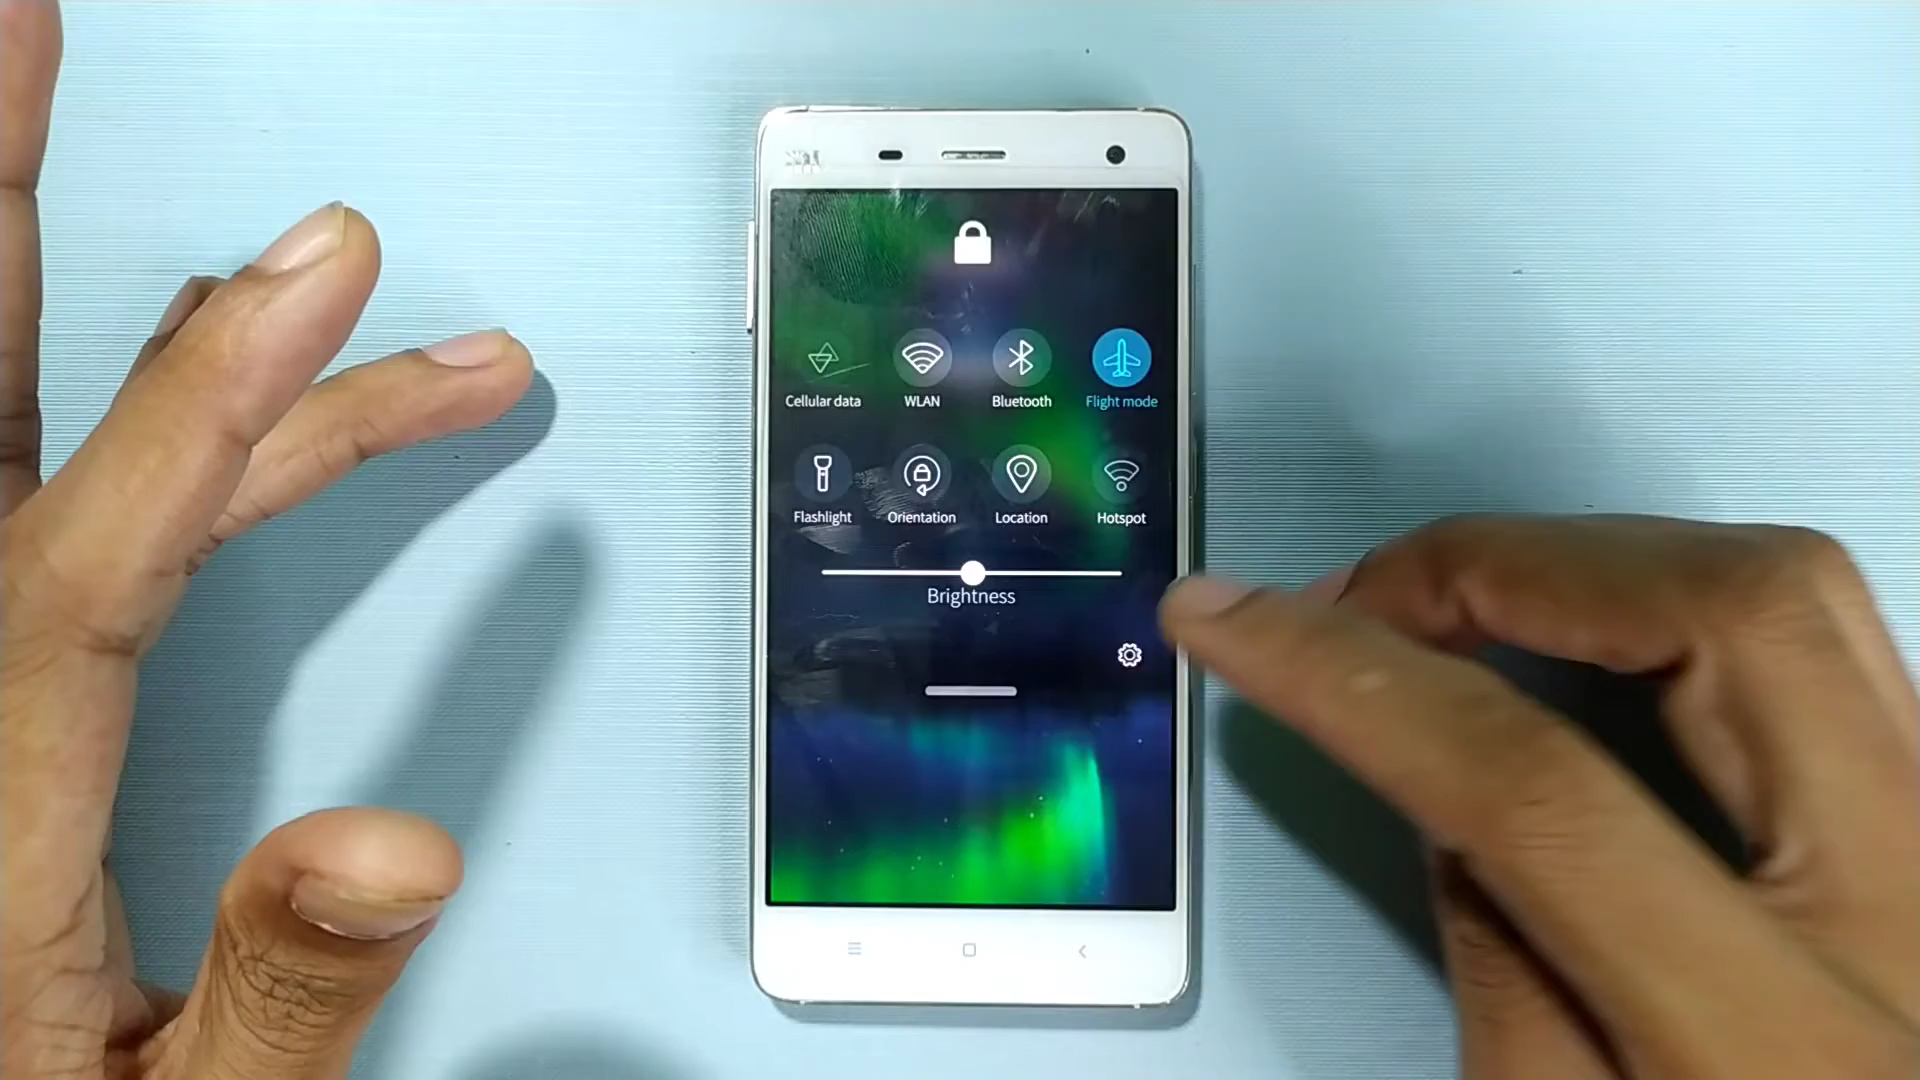 Cellular data WLAN Bluetooth Flight mode
Flashlight Orientation Location Hotspot
Brightness